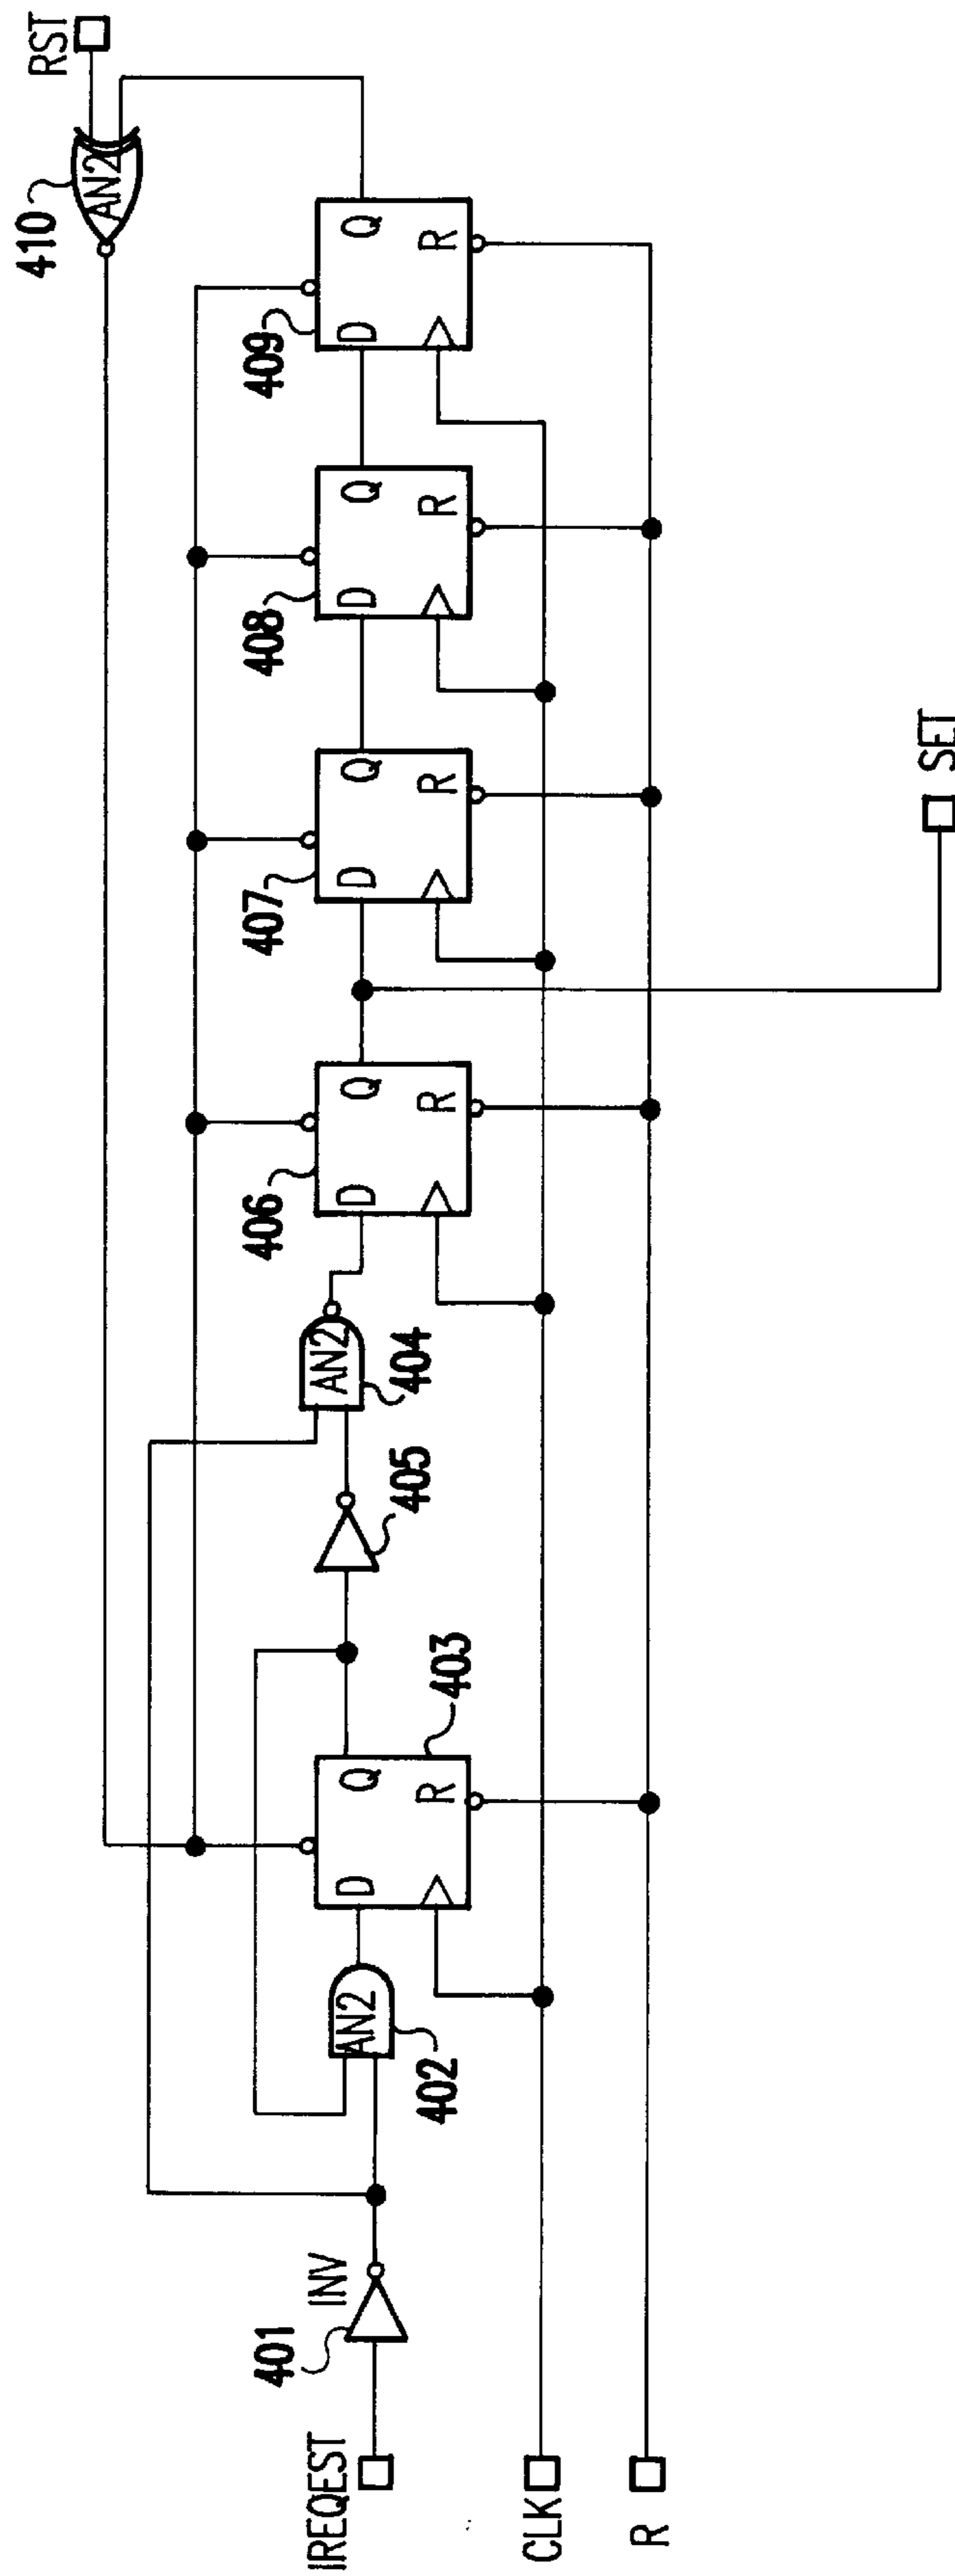 RST
AN2
410
D
Q
R
409
D
Q
R
408
D
Q
R
407
SET
D
Q
R
406
AN2
404
405
D
Q
R
403
AN2
402
INV
401
IREQEST
CLK
R